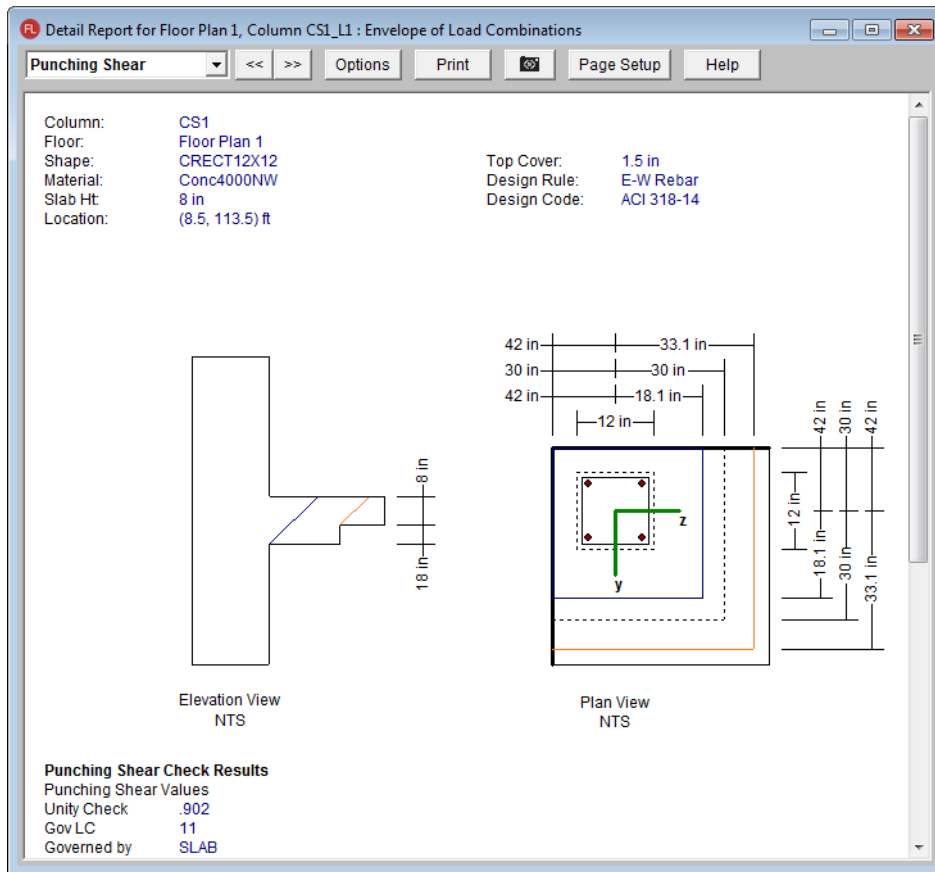 FL Detail Report for Floor Plan 1, Column CS1_L1 : Envelope of Load Combinations
Punching Shear << >> Options Print Page Setup Help
Column: CS1
Floor: Floor Plan 1
Shape: CRECT12X12
Material: Conc4000NW
Slab Ht: 8 in
Location: (8.5, 113.5) ft
Top Cover: 1.5 in
Design Rule: E-W Rebar
Design Code: ACI 318-14
8 in
18 in
Elevation View
NTS
42 in 33.1 in
30 in 30 in
42 in 18.1 in
12 in
z
y
12 in
42 in
18.1 in
30 in
30 in
42 in
33.1 in
Plan View
NTS
Punching Shear Check Results
Punching Shear Values
Unity Check .902
Gov LC 11
Governed by SLAB